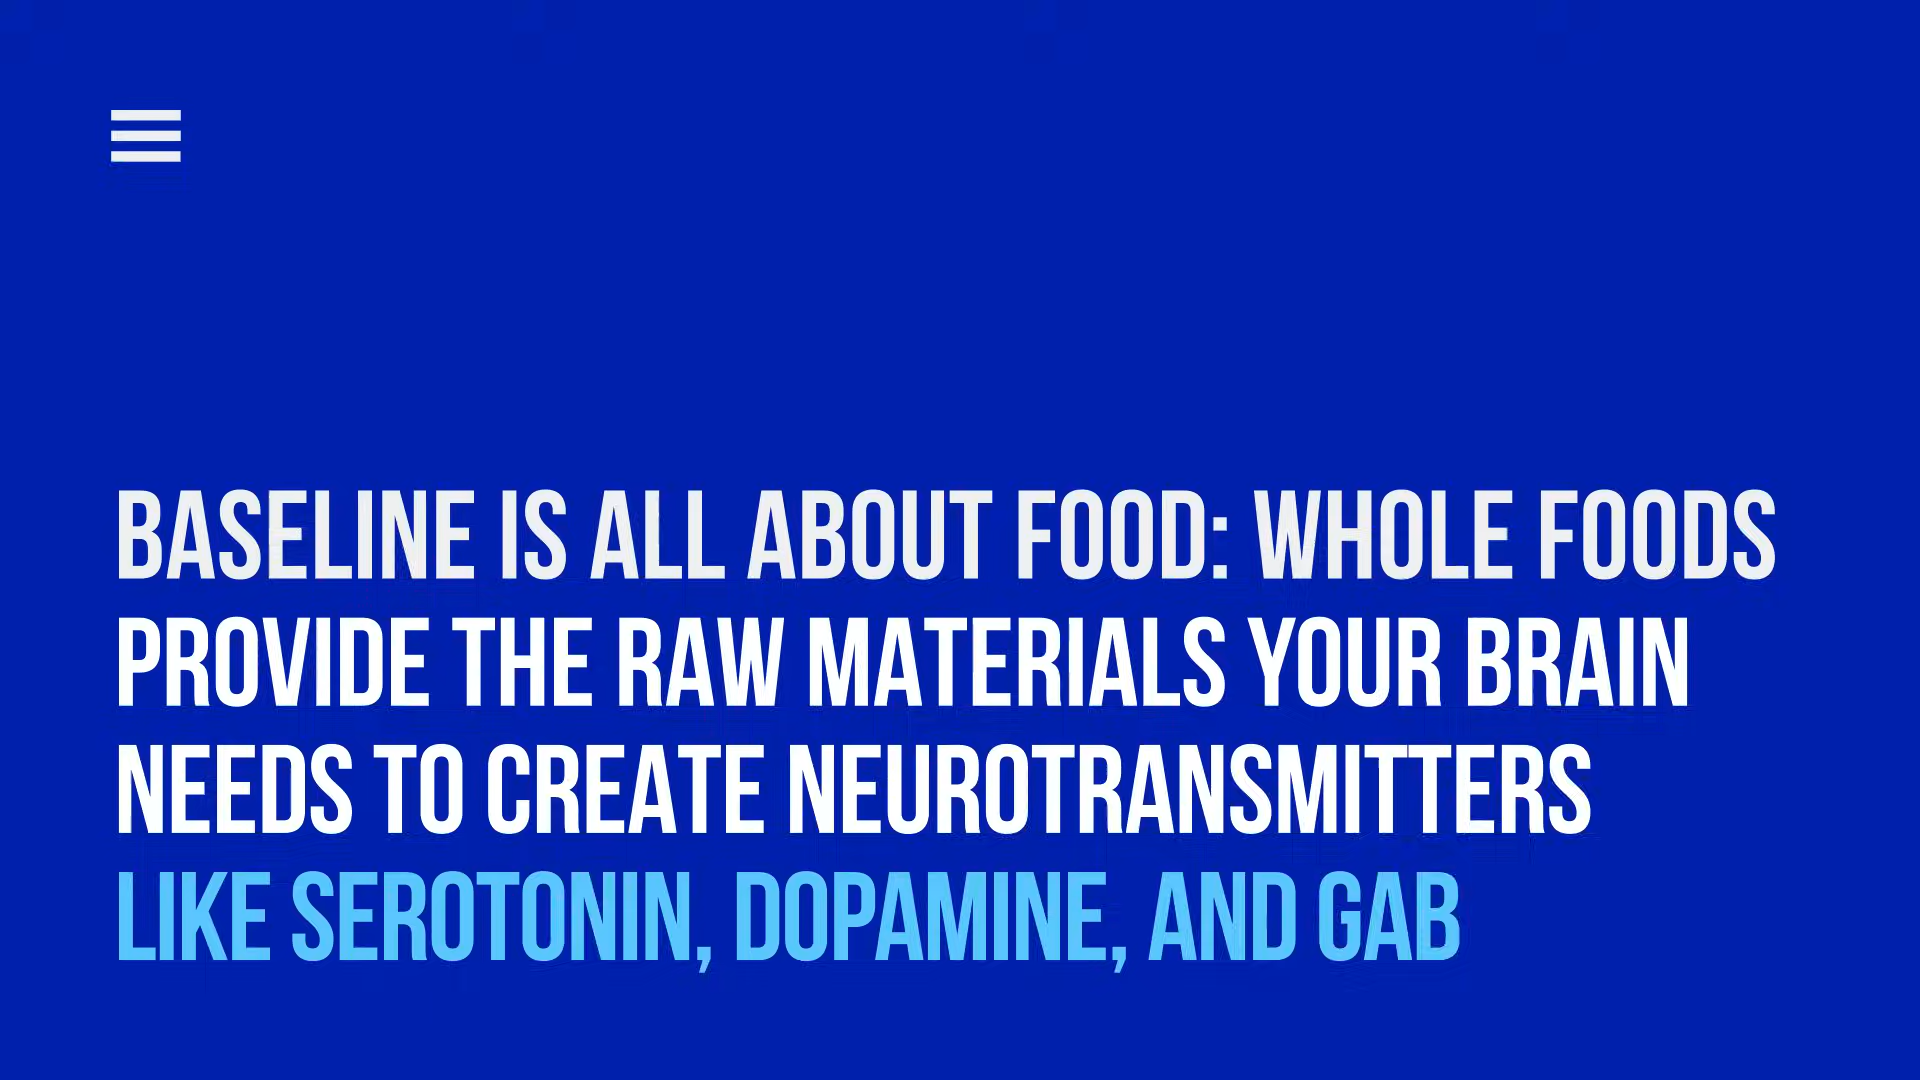 BASELINE IS ALL ABOUT FOOD: WHOLE FOODS
PROVIDE THE RAW MATERIALS YOUR BRAIN
NEEDS TO CREATE NEUROTRANSMITTERS
LIKE SEROTONIN, DOPAMINE, AND GAB